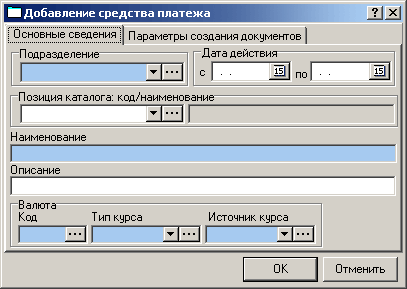 Добавление средства платежа
Основные сведения Параметры создания документов
Подразделение Дата действия
с . . 15 по . . 15
Позиция каталога: код/наименование
Наименование
Описание
Валюта
Код Тип курса Источник курса
OK Отменить